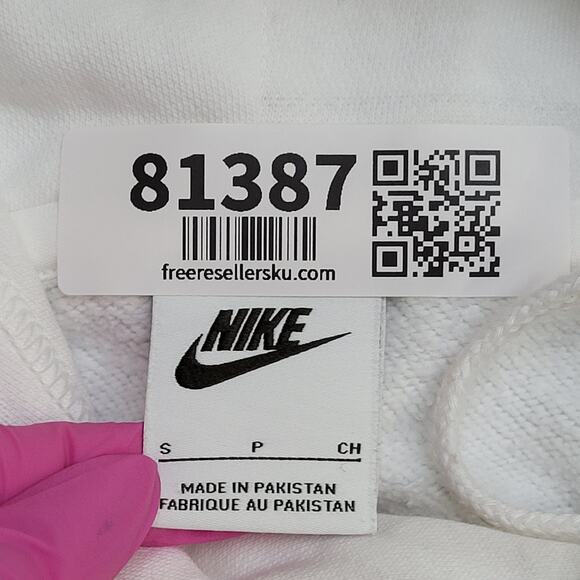 81387
freeresellersku.com
NIKE
S P CH
MADE IN PAKISTAN
FABRIQUE AU PAKISTAN